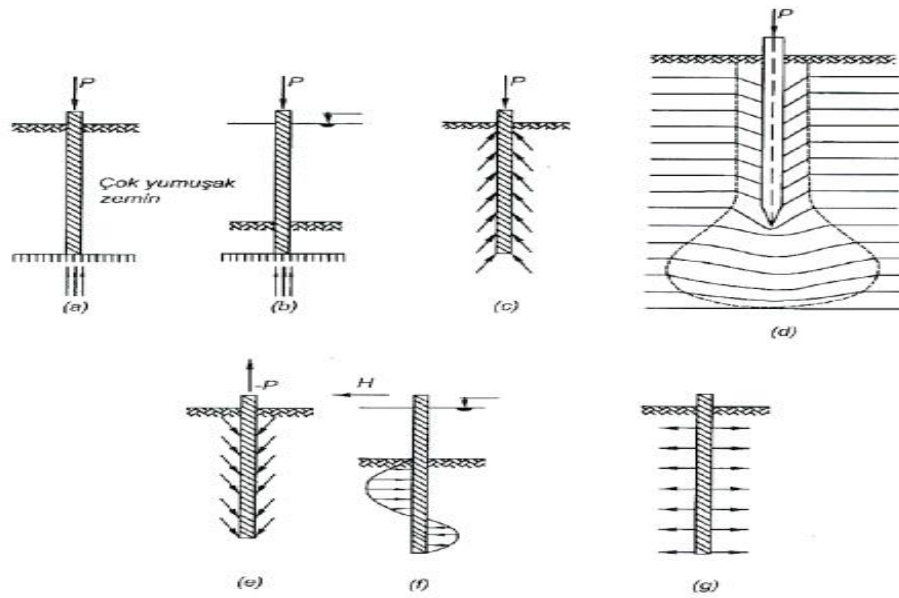 P
P
P
P
Çok yumuşak
zemin
(a)
(b)
(c)
(d)
-P
H
(e)
(f)
(g)